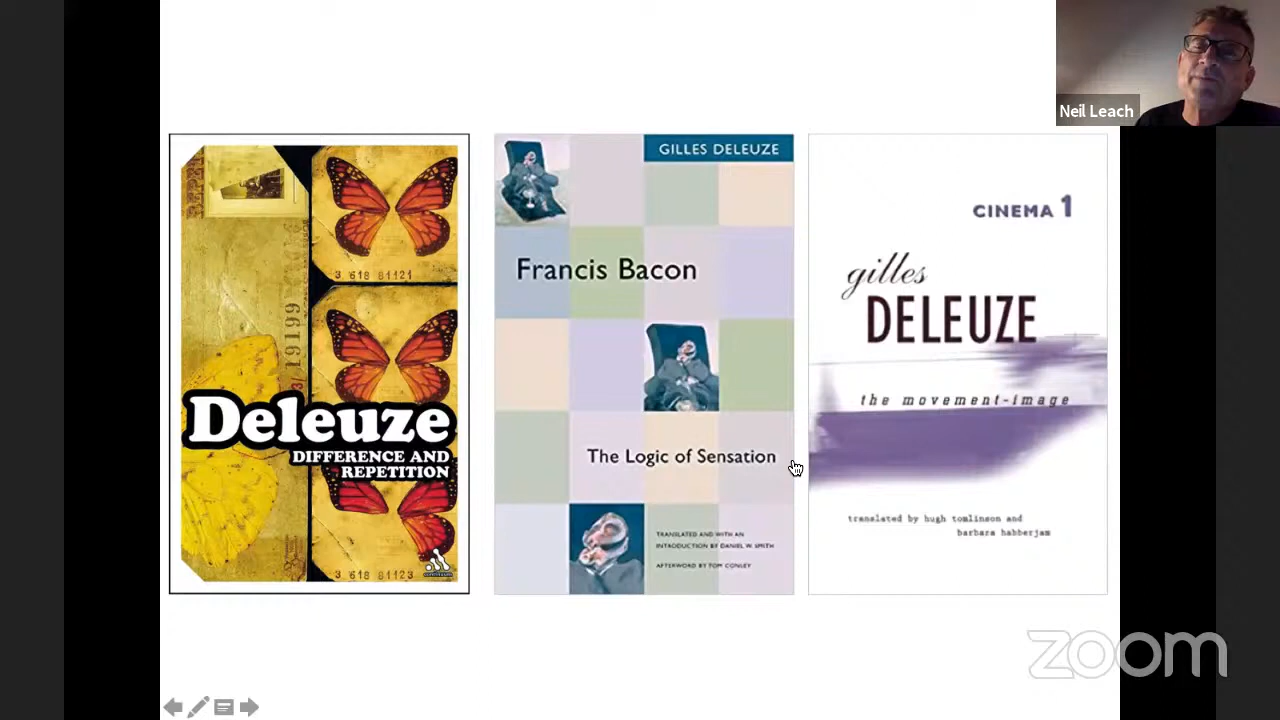 Neil Leach
3 618 81121
3/ 19199
Deleuze
DIFFERENCE AND
REPETITION
3 618 81123
GILLES DELEUZE
Francis Bacon
The Logic of Sensation
TRANSLATED AND WITH AN
INTRODUCTION BY DANIEL W. SMITH
AFTERWORD BY TOM CONLEY
CINEMA 1
gilles
DELEUZE
the movement-image
translated by hugh tomlinson and
barbara habberjam
zoom